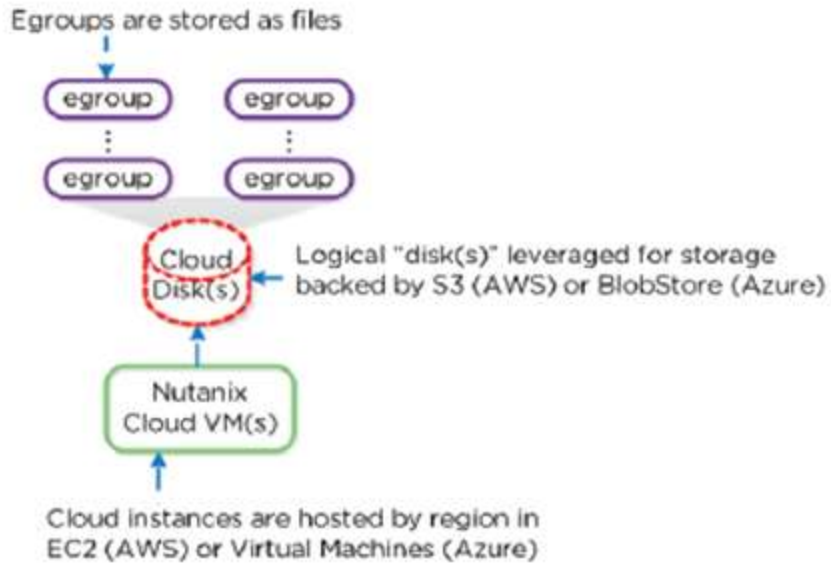 Egroups are stored as files
egroup
egroup
egroup
egroup
Cloud
Disk(s)
Logical "disk(s)" leveraged for storage
backed by S3 (AWS) or BlobStore (Azure)
Nutanix
Cloud VM(s)
Cloud instances are hosted by region in
EC2 (AWS) or Virtual Machines (Azure)